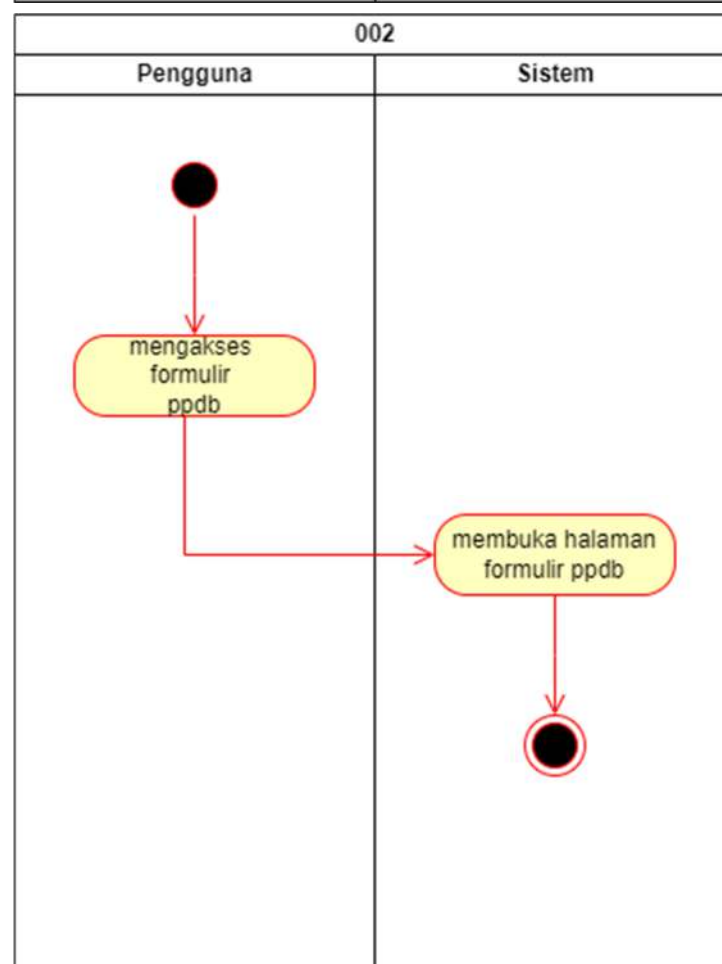 002
Pengguna
Sistem
mengakses
formulir
ppdb
membuka halaman
formulir ppdb